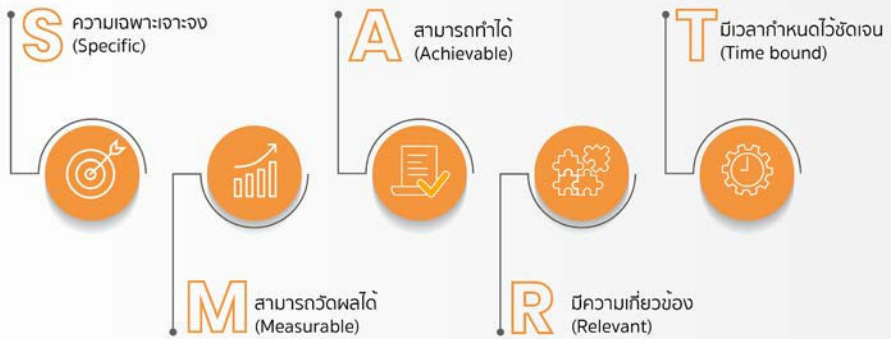 S ความเฉพาะเจาะจง
(Specific)
M สามารถวัดผลได้
(Measurable)
A สามารถทำได้
(Achievable)
R มีความเกี่ยวข้อง
(Relevant)
T มีเวลากำหนดไว้ชัดเจน
(Time bound)